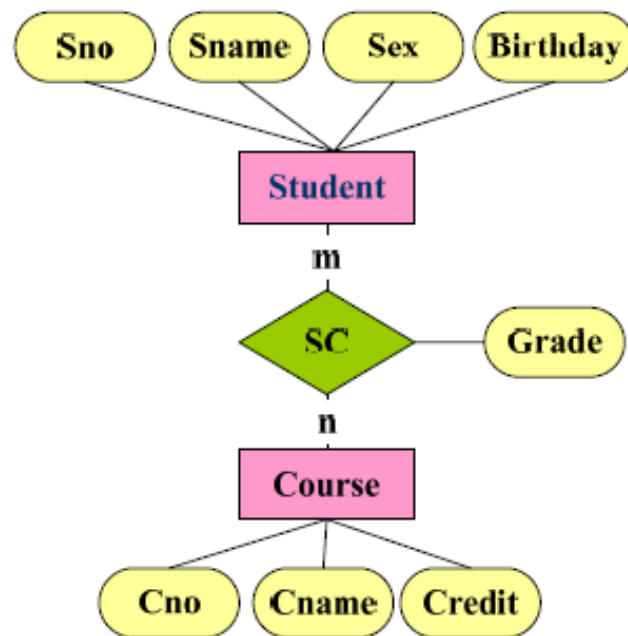 Sno Sname Sex Birthday
Student
m
SC Grade
n
Course
Cno Cname Credit